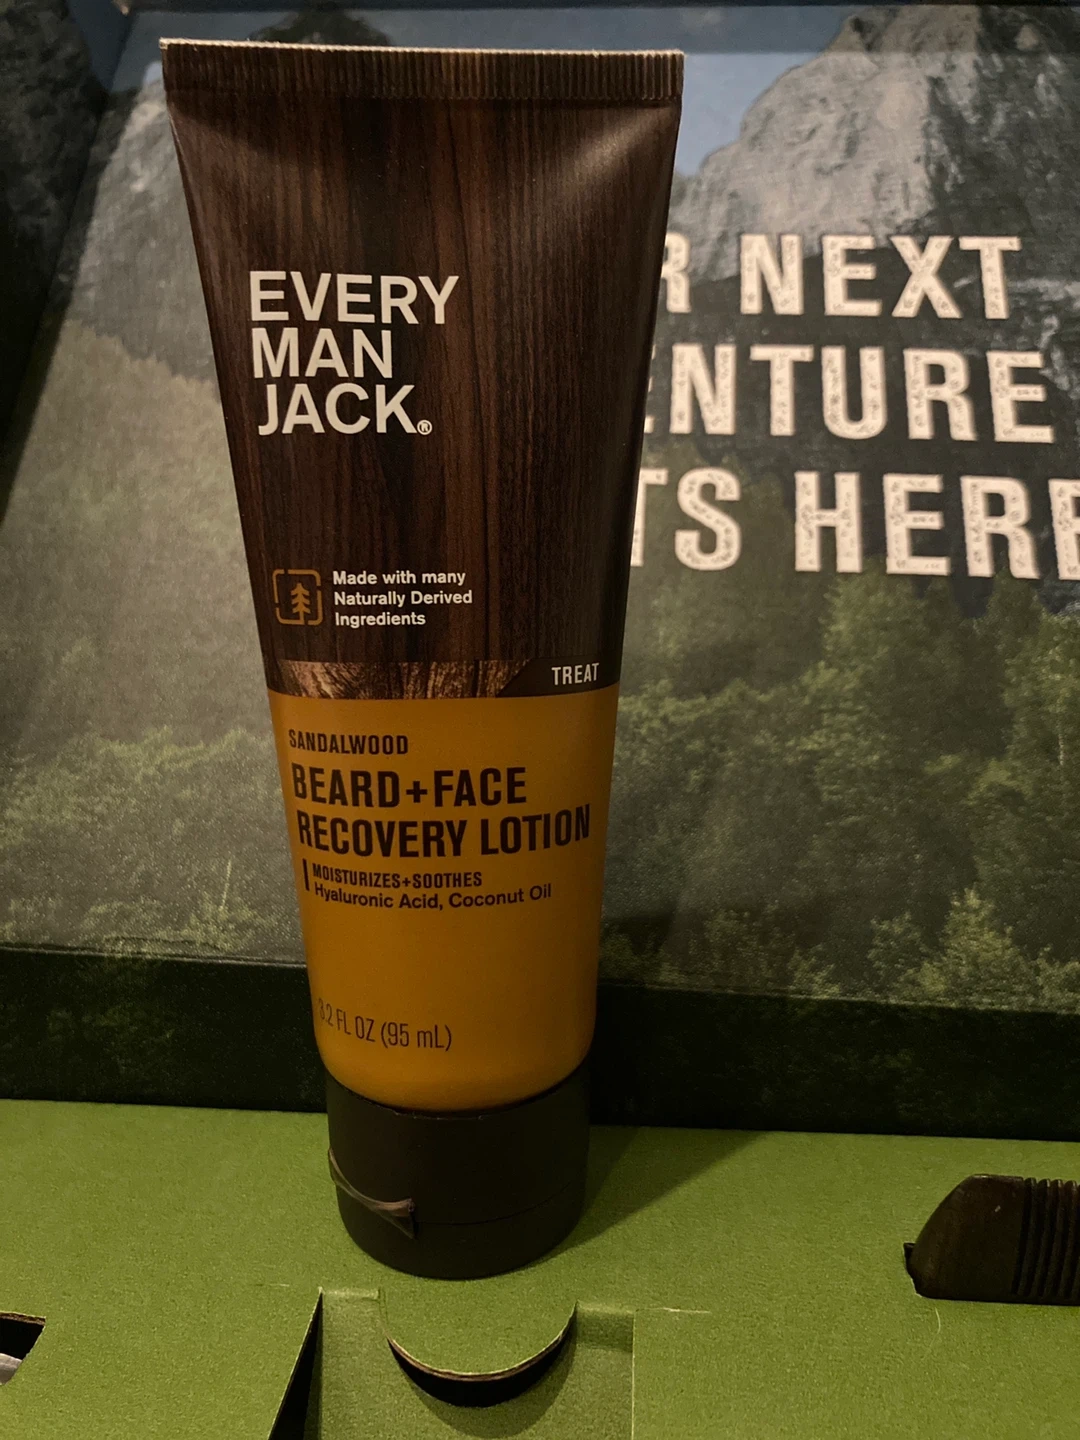 EVERY
MAN
JACK®
Made with many
Naturally Derived
Ingredients
TREAT
SANDALWOOD
BEARD+FACE
RECOVERY LOTION
MOISTURIZES+SOOTHES
Hyaluronic Acid, Coconut Oil
3.2 FL OZ (95 mL)
R NEXT
ENTURE
TS HERE